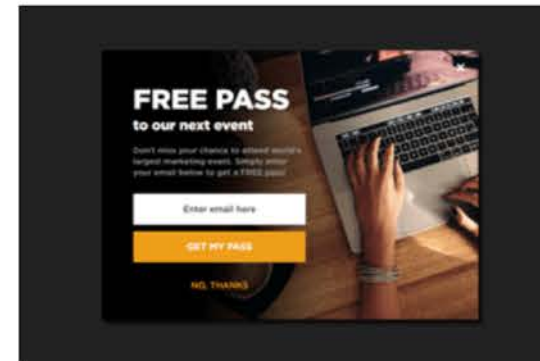 FREE PASS
to our next event
Don't miss your chance to attend world's
largest marketing event. Simply enter
your email below to get a FREE pass!
Enter email here
GET MY PASS
NO, THANKS